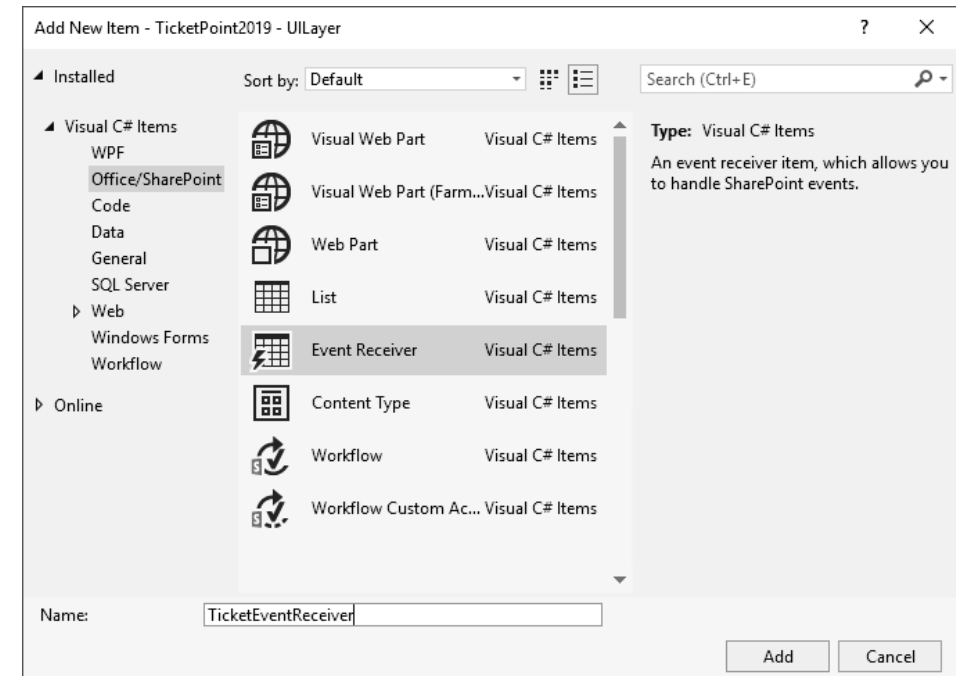 Add New Item - TicketPoint2019 - UILayer
?
Installed
Sort by: Default
Search (Ctrl+E)
Visual C# Items
WPF
Office/SharePoint
Code
Data
General
SQL Server
Web
Windows Forms
Workflow
Online
Visual Web Part Visual C# Items
Visual Web Part (Farm... Visual C# Items
Web Part Visual C# Items
List Visual C# Items
Event Receiver Visual C# Items
Content Type Visual C# Items
Workflow Visual C# Items
Workflow Custom Ac... Visual C# Items
Type: Visual C# Items
An event receiver item, which allows you
to handle SharePoint events.
Name: TicketEventReceiver
Add Cancel